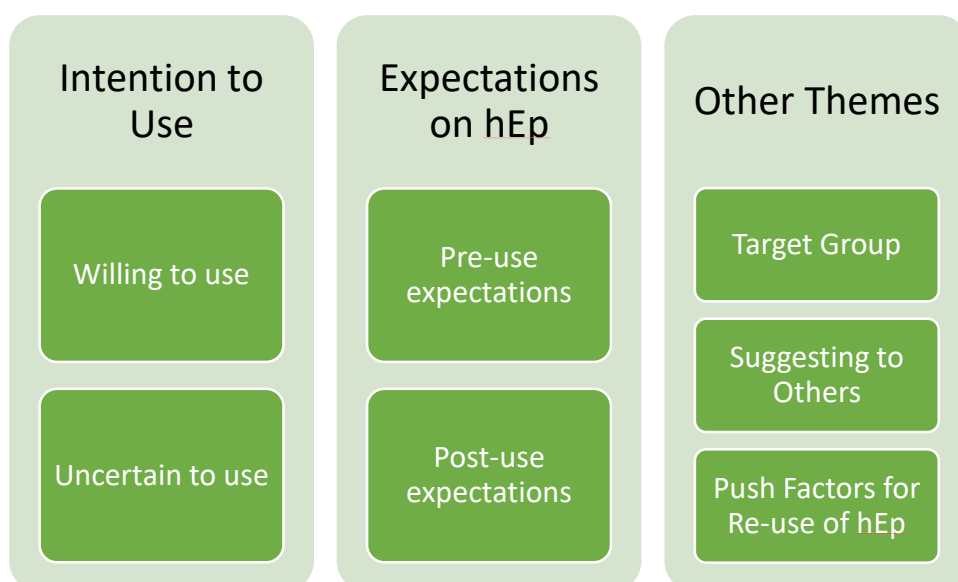 Intention to
Use
Willing to use
Uncertain to use
Expectations
on hEp
Pre-use
expectations
Post-use
expectations
Other Themes
Target Group
Suggesting to
Others
Push Factors for
Re-use of hEp